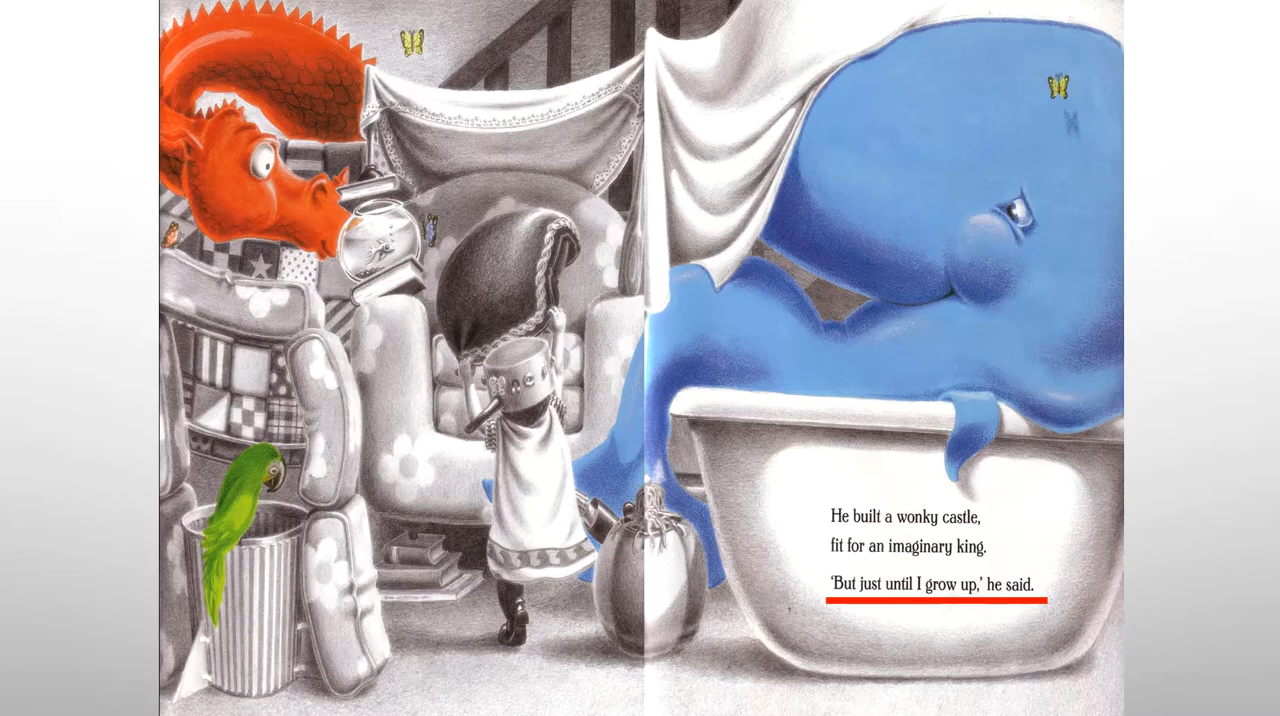 He built a wonky castle,
fit for an imaginary king.
‘But just until I grow up,’ he said.